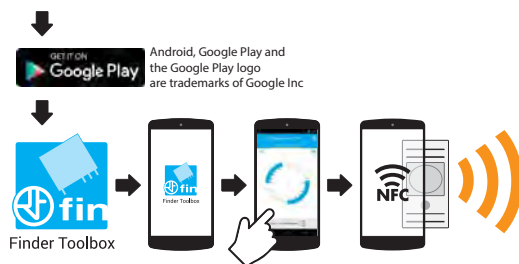 GET IT ON
Google Play
Android, Google Play and
the Google Play logo
are trademarks of Google Inc
fin
Finder Toolbox
fin
Finder Toolbox
NFC